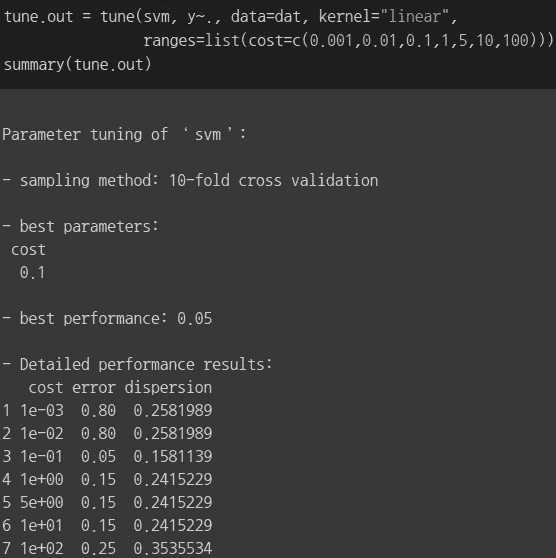 tune.out = tune(svm, y~., data=dat, kernel="linear",
ranges=list(cost=c(0.001,0.01,0.1,1,5,10,100)))
summary(tune.out)
Parameter tuning of ‘svm’:
- sampling method: 10-fold cross validation
- best parameters:
cost
0.1
- best performance: 0.05
- Detailed performance results:
cost error dispersion
1 1e-03 0.80 0.2581989
2 1e-02 0.80 0.2581989
3 1e-01 0.05 0.1581139
4 1e+00 0.15 0.2415229
5 5e+00 0.15 0.2415229
6 1e+01 0.15 0.2415229
7 1e+02 0.25 0.3535534